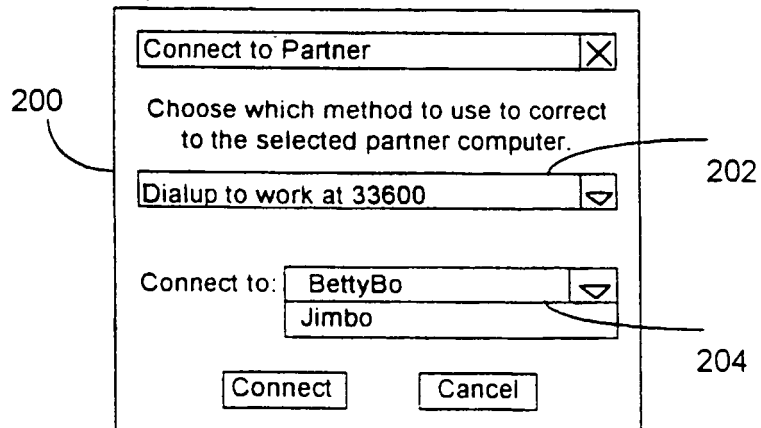 Connect to Partner
200
Choose which method to use to correct
to the selected partner computer.
202
Dialup to work at 33600
Connect to: BettyBo
Jimbo
204
Connect Cancel